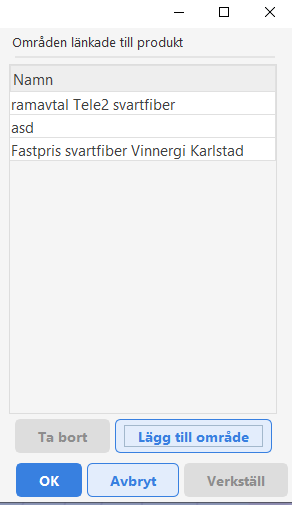 Områden länkade till produkt
Namn
ramavtal Tele2 svartfiber
asd
Fastpris svartfiber Vinnergi Karlstad
Ta bort
Lägg till område
OK
Avbryt
Verkställ